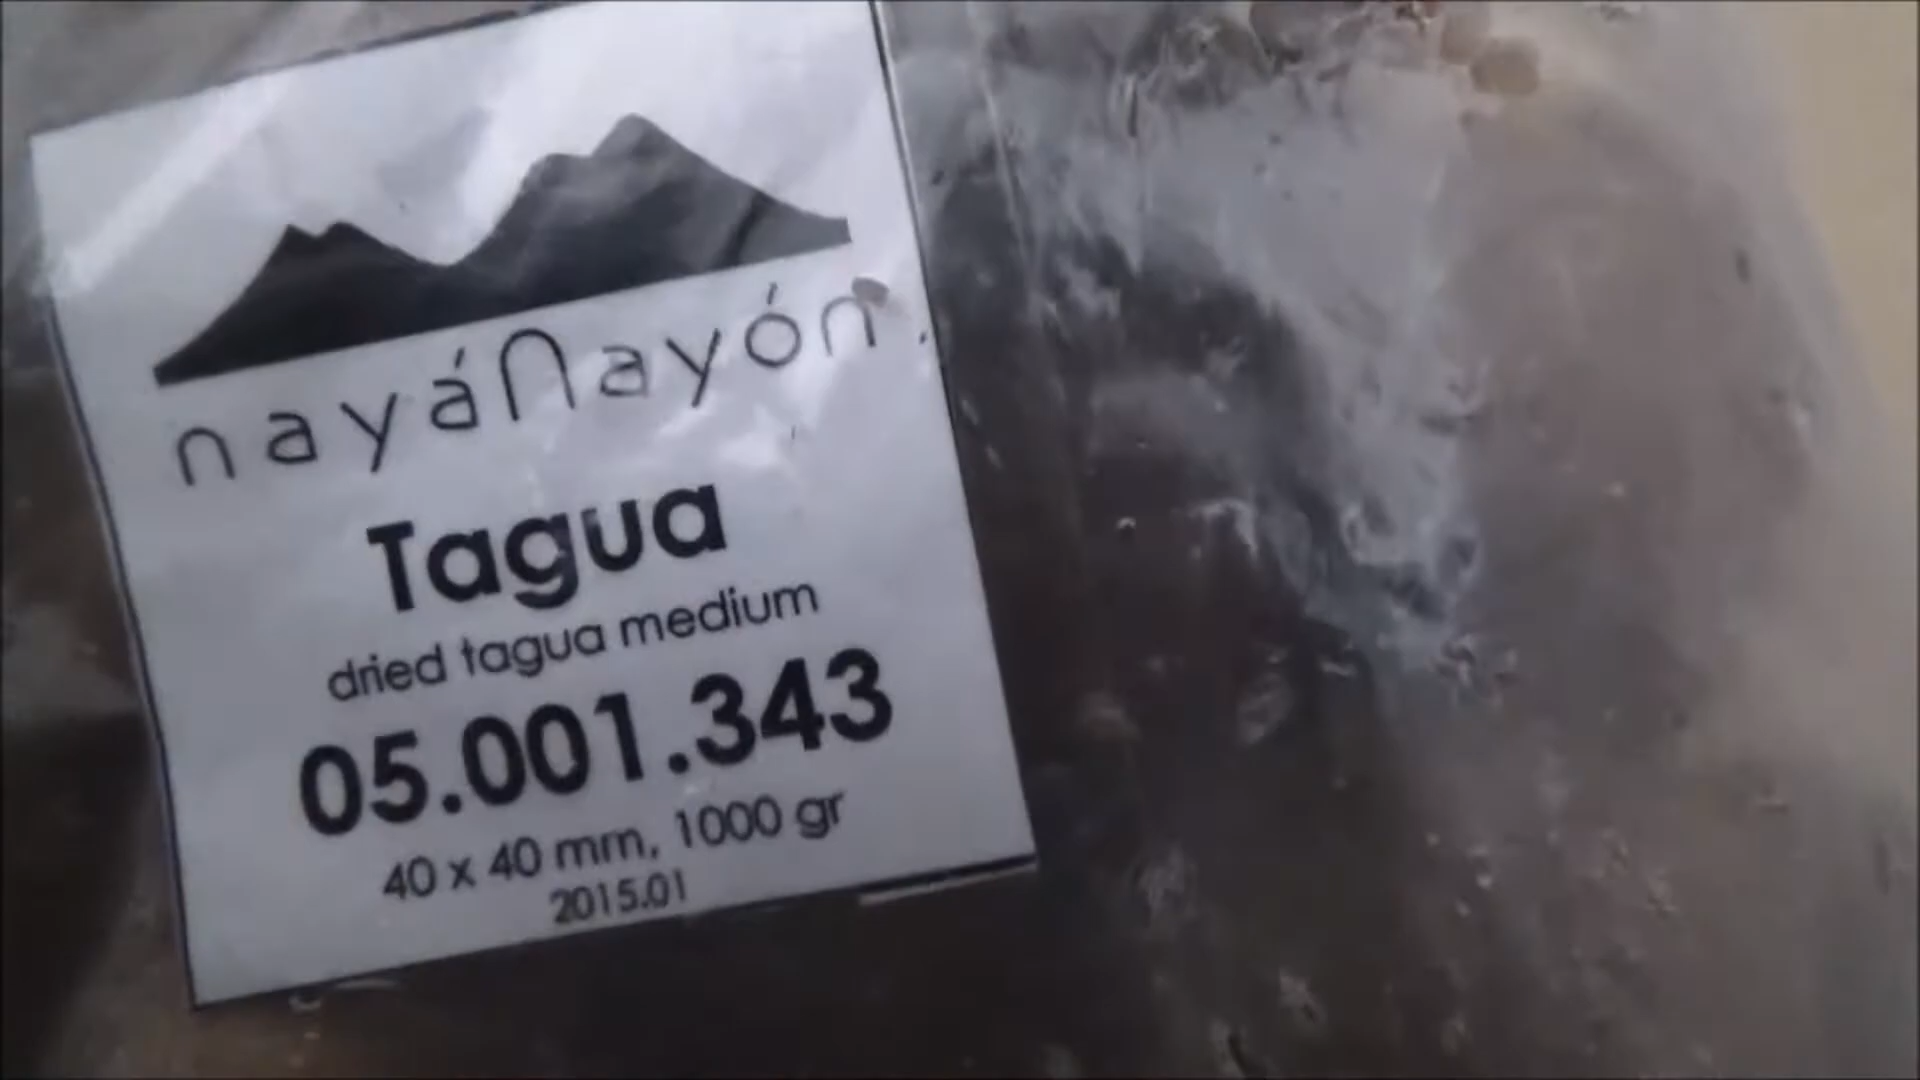 nayáNayón
Tagua
dried tagua medium
05.001.343
40 x 40 mm, 1000 gr
2015.01